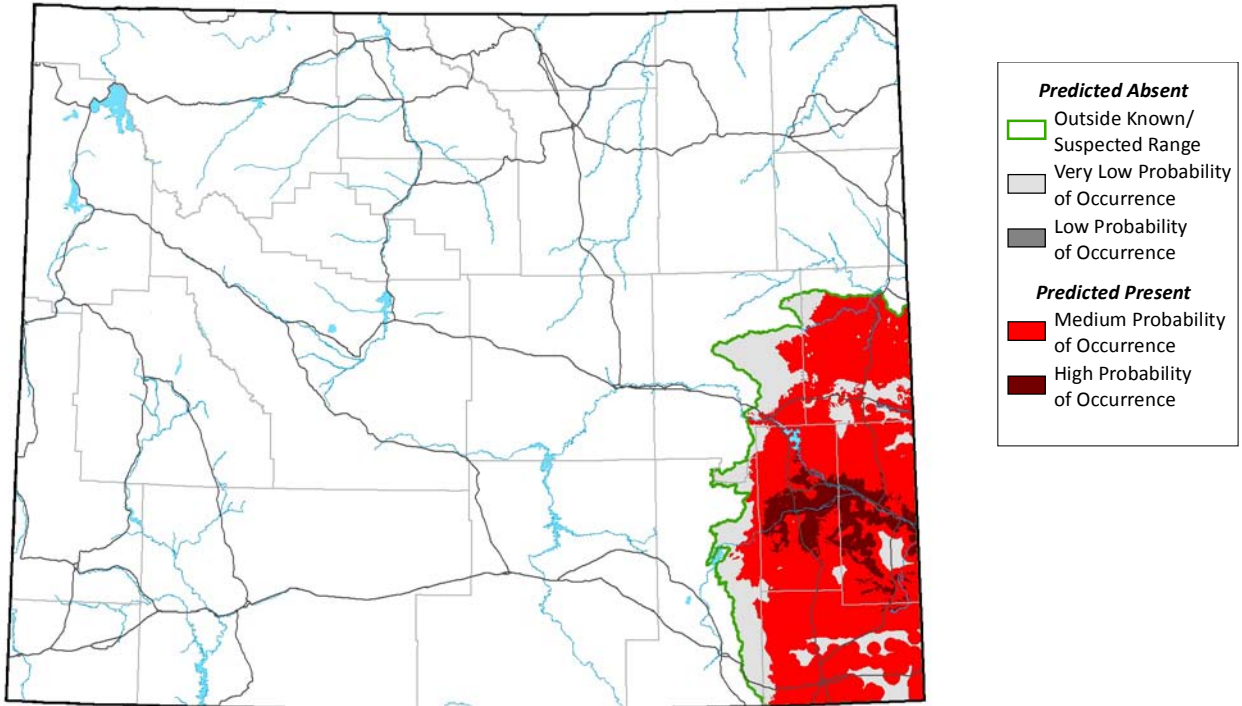 Predicted Absent
Outside Known/
Suspected Range
Very Low Probability
of Occurrence
Low Probability
of Occurrence
Predicted Present
Medium Probability
of Occurrence
High Probability
of Occurrence